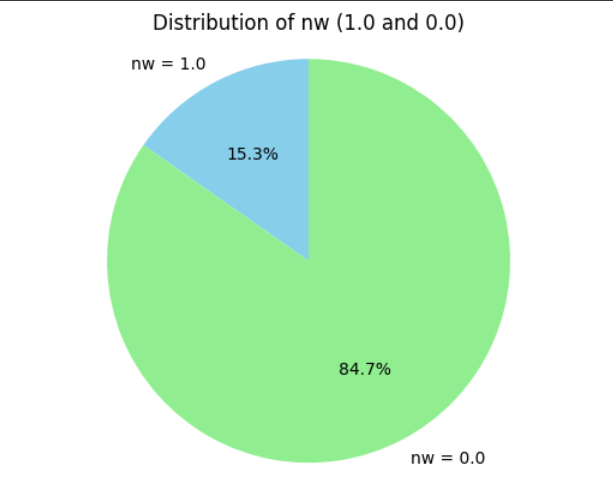 Distribution of nw (1.0 and 0.0)
nw = 1.0
15.3%
84.7%
nw = 0.0